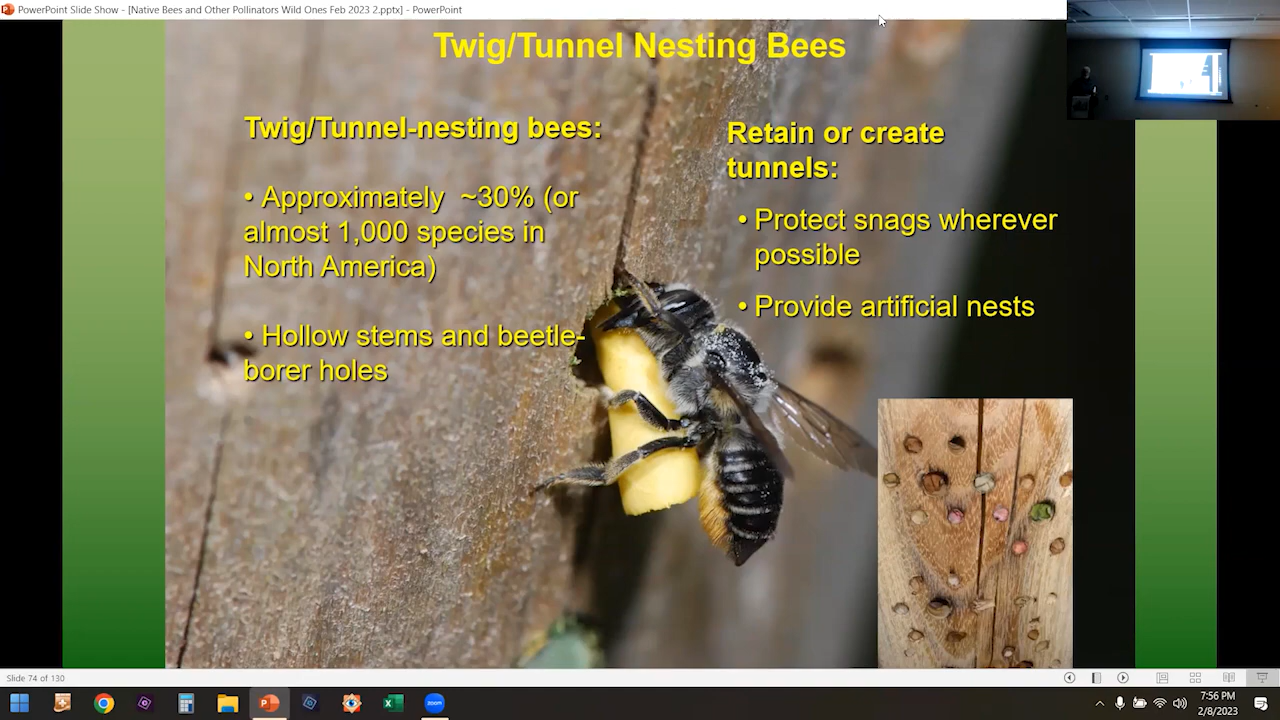 PowerPoint Slide Show - [Native Bees and Other Pollinators Wild Ones Feb 2023 2.pptx] - PowerPoint
Twig/Tunnel Nesting Bees
Twig/Tunnel-nesting bees:
• Approximately ~30% (or
almost 1,000 species in
North America)
• Hollow stems and beetle-
borer holes
Retain or create
tunnels:
• Protect snags wherever
possible
• Provide artificial nests
Slide 74 of 130
zoom
7:56 PM
2/8/2023